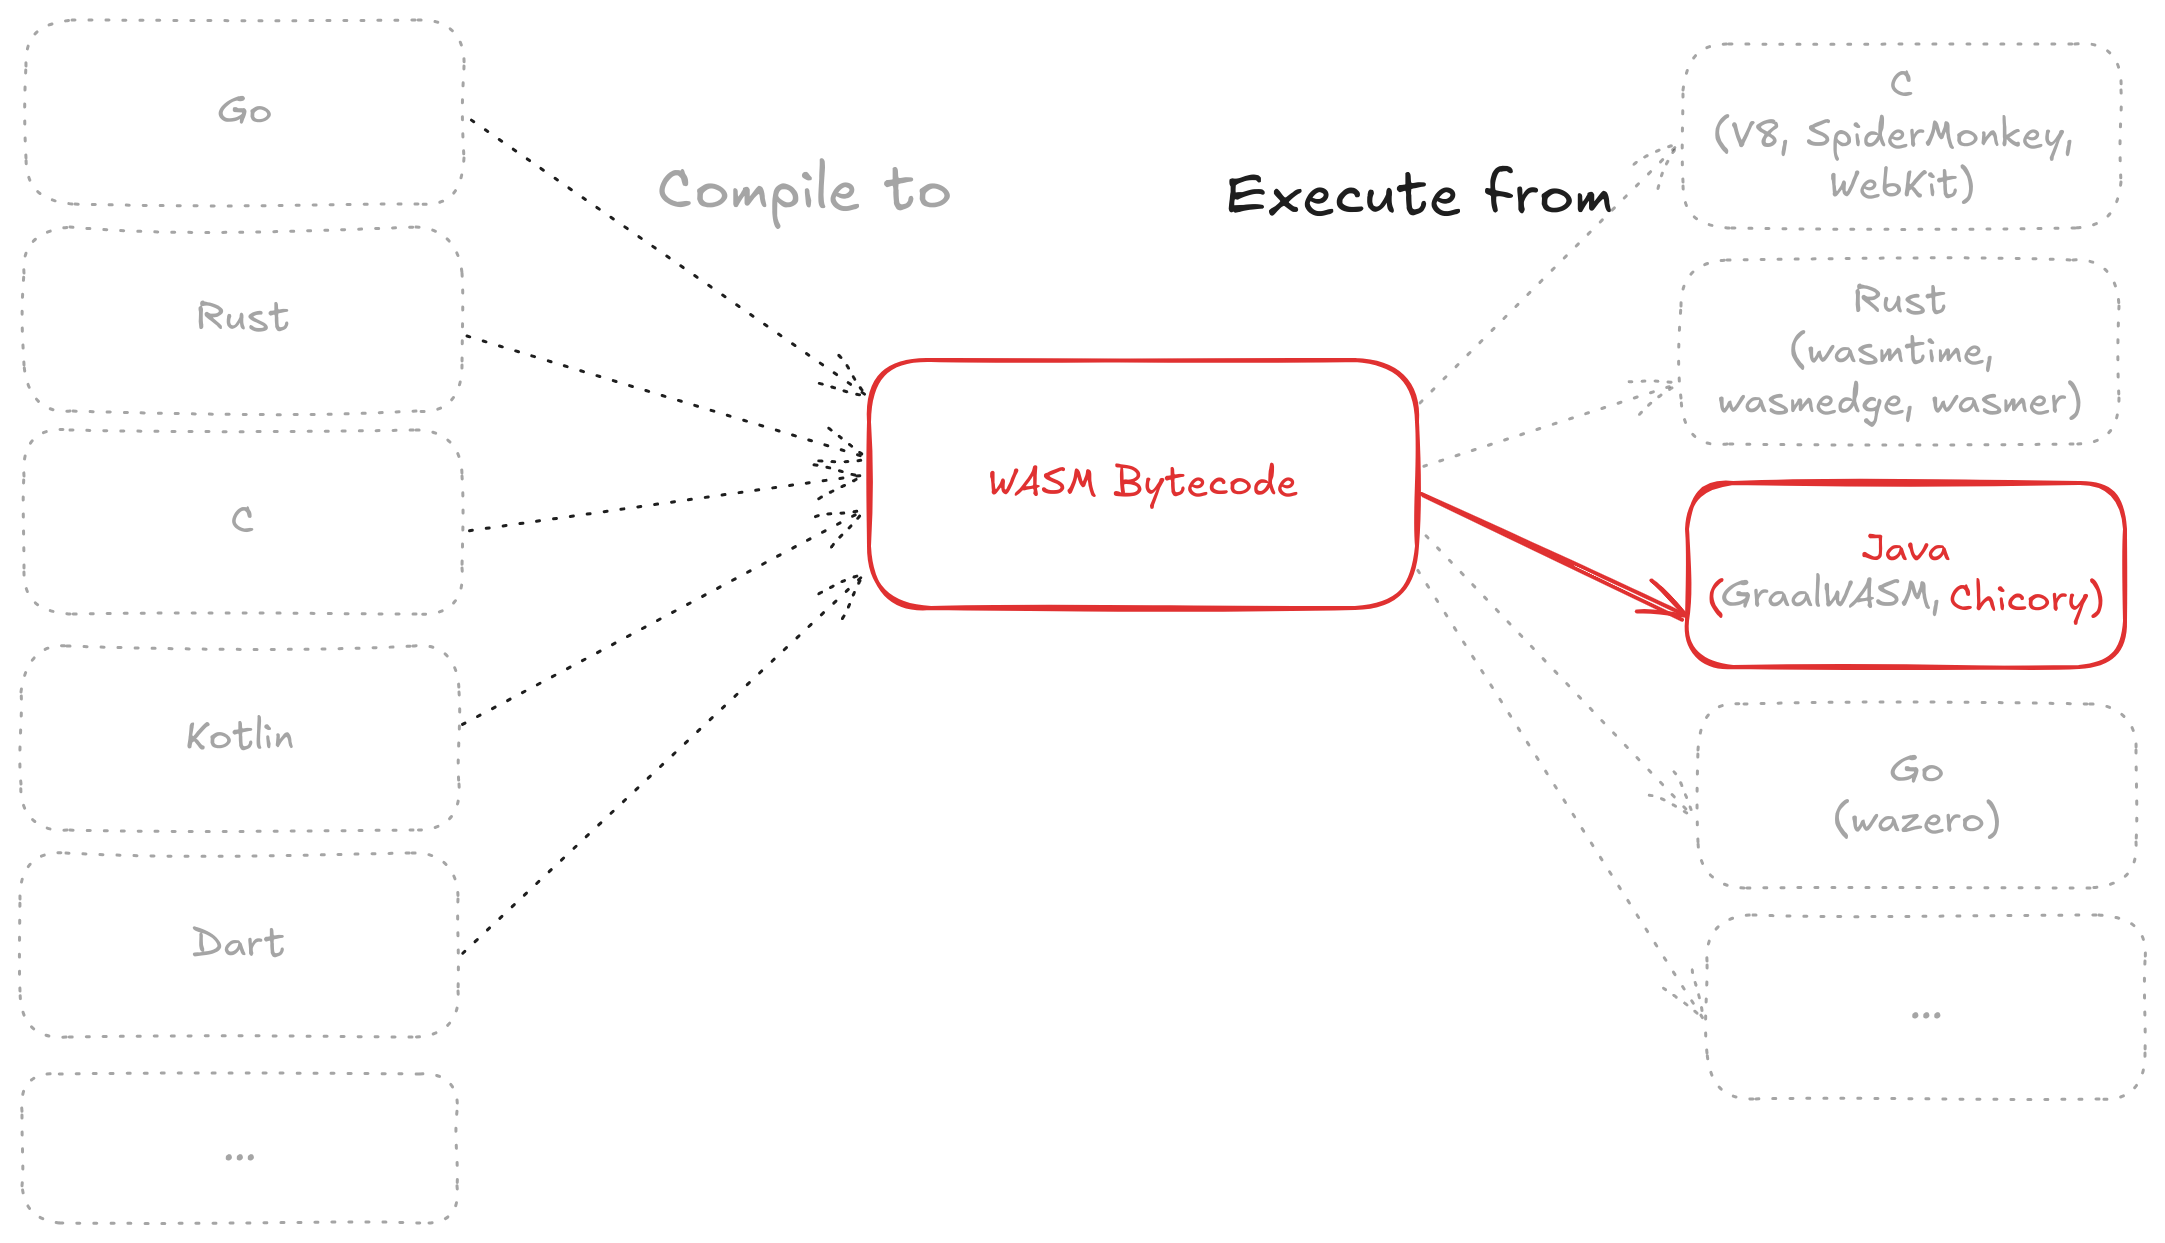 Go
Rust
C
Kotlin
Dart
...
Compile to
WASM Bytecode
Execute from
C
(V8, SpiderMonkey,
WebKit)
Rust
(wasmtime,
wasmedge, wasmer)
Java
(GraalWASM, Chicory)
Go
(wazero)
...